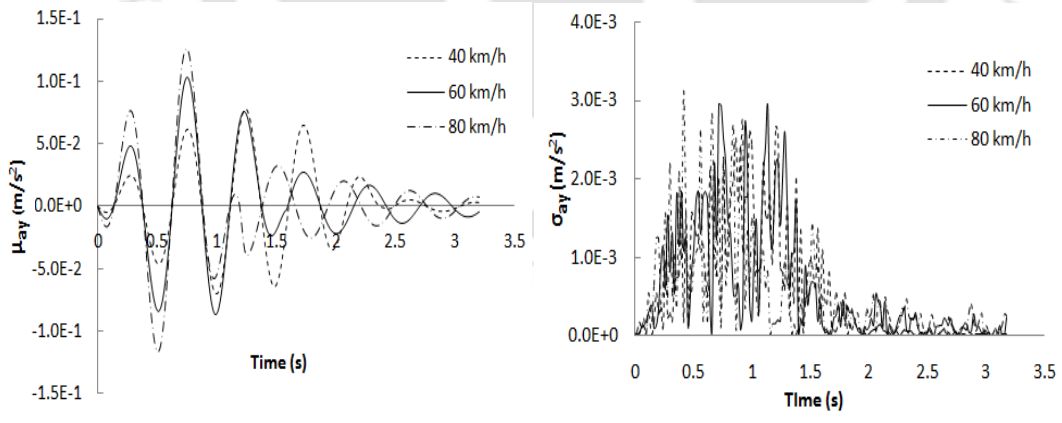 1.5E-1
1.0E-1
5.0E-2
0.0E+0
-5.0E-2
-1.0E-1
-1.5E-1
μay (m/s²)
0 0.5 1 1.5 2 2.5 3 3.5
Time (s)
40 km/h
60 km/h
80 km/h
4.0E-3
3.0E-3
2.0E-3
1.0E-3
0.0E+0
σay (m/s²)
0 0.5 1 1.5 2 2.5 3 3.5
TIme (s)
40 km/h
60 km/h
80 km/h